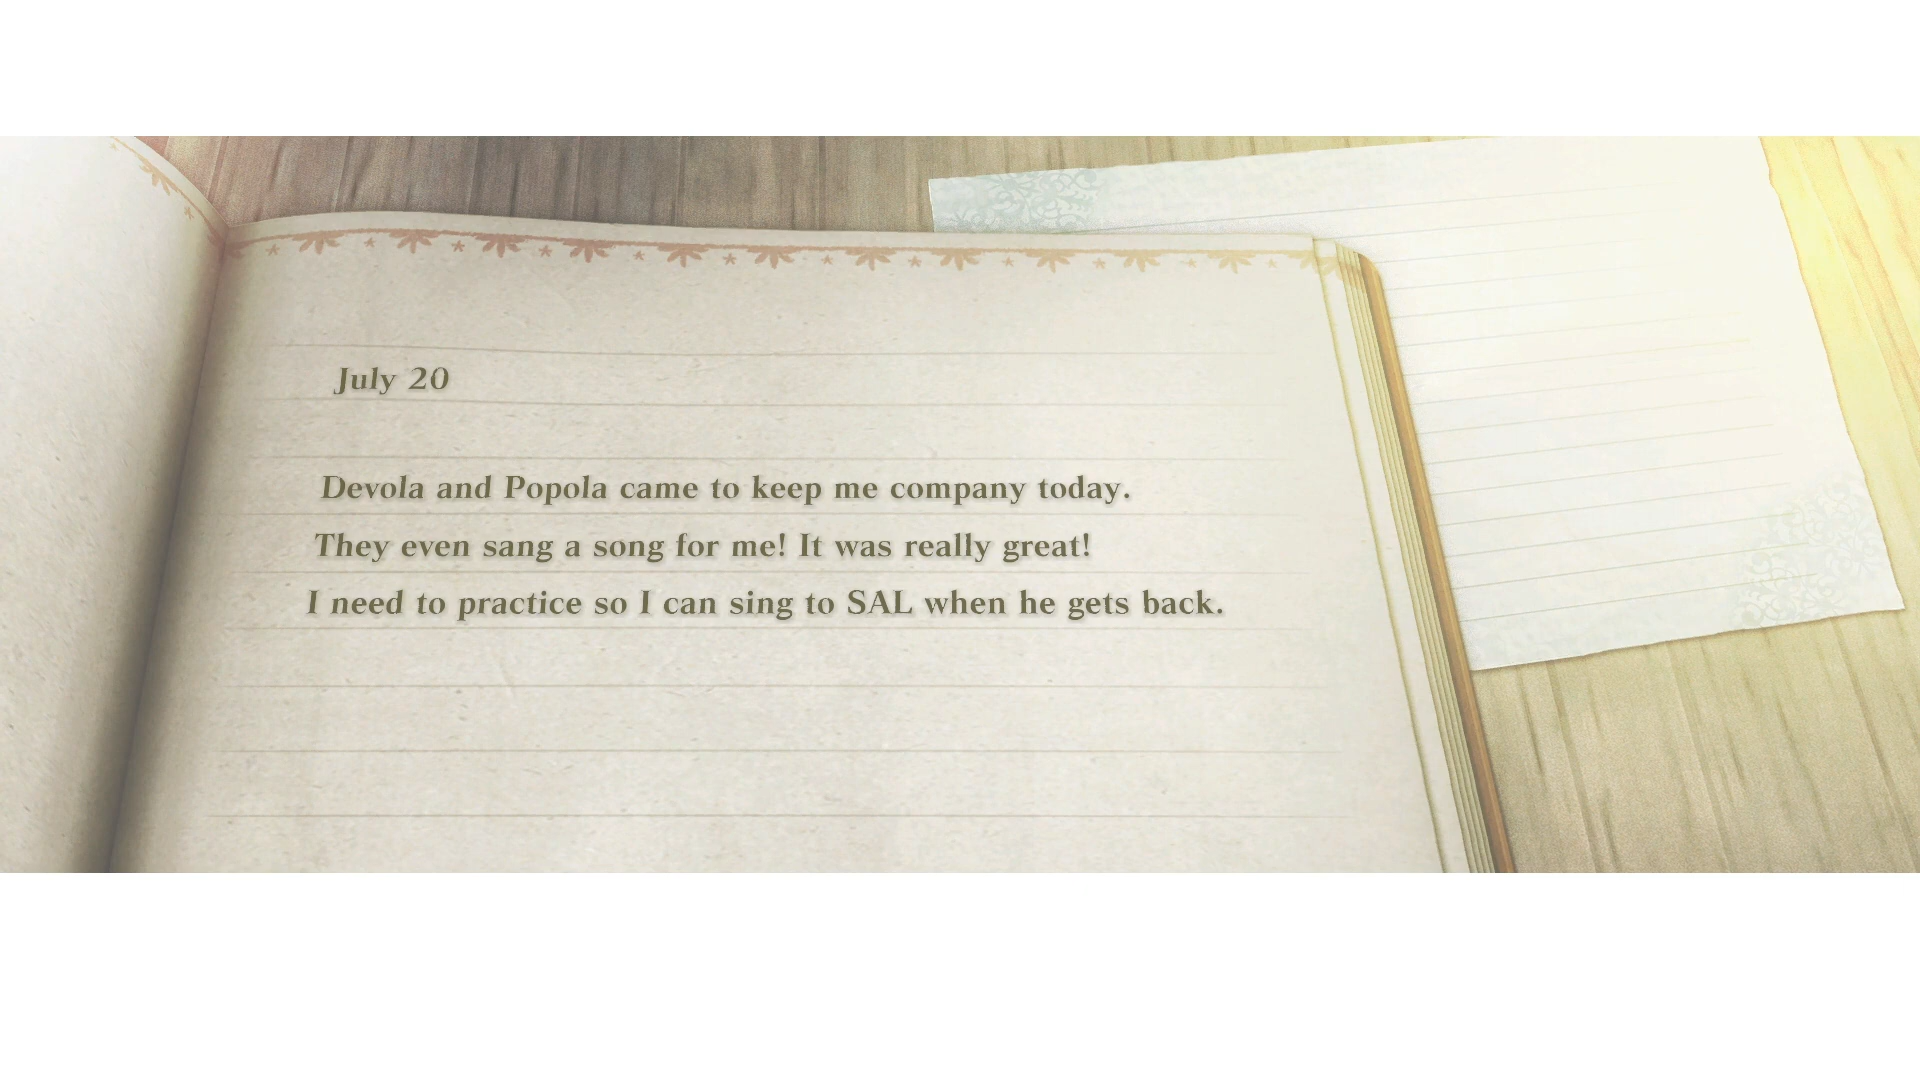 July 20
Devola and Popola came to keep me company today.
They even sang a song for me! It was really great!
I need to practice so I can sing to SAL when he gets back.